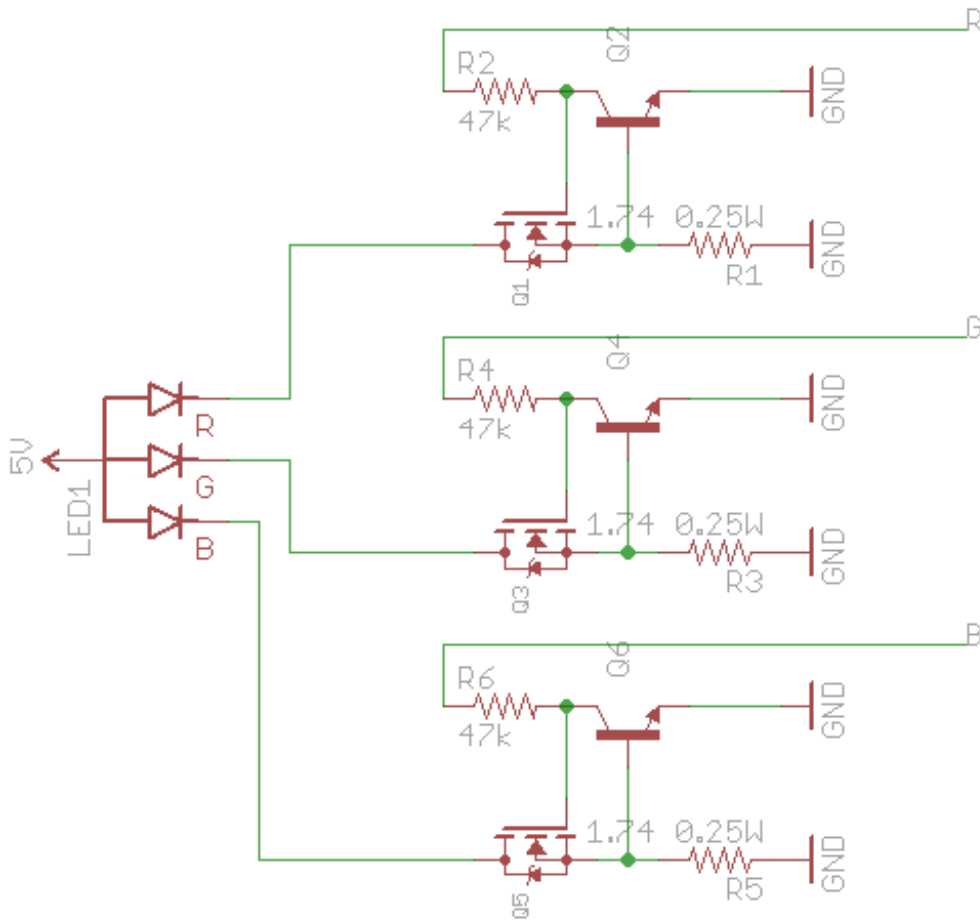 R
Q2
R2
47k
GND
1.74 0.25W
Q1
R1
GND
G
Q4
R4
47k
GND
5V
LED1
R
G
B
1.74 0.25W
Q3
R3
GND
B
Q6
R6
47k
GND
1.74 0.25W
Q5
R5
GND